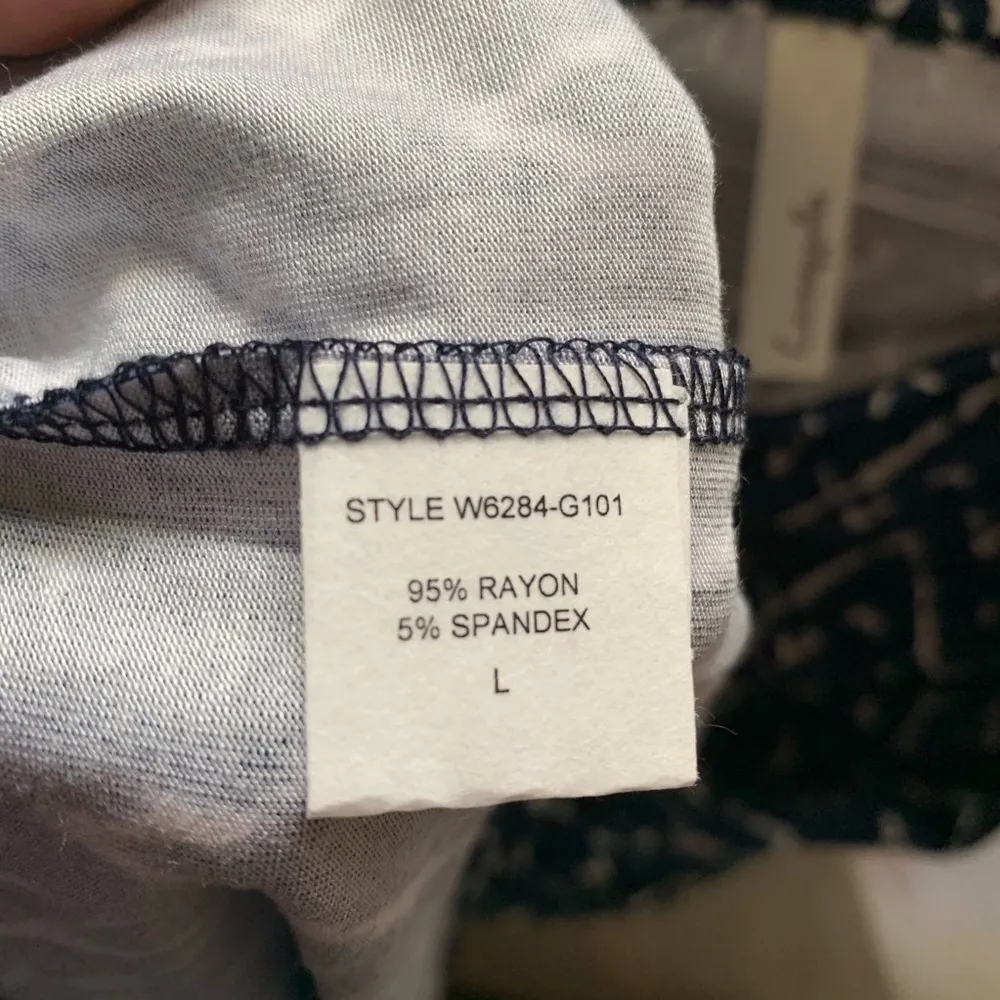 STYLE W6284-G101
95% RAYON
5% SPANDEX
L